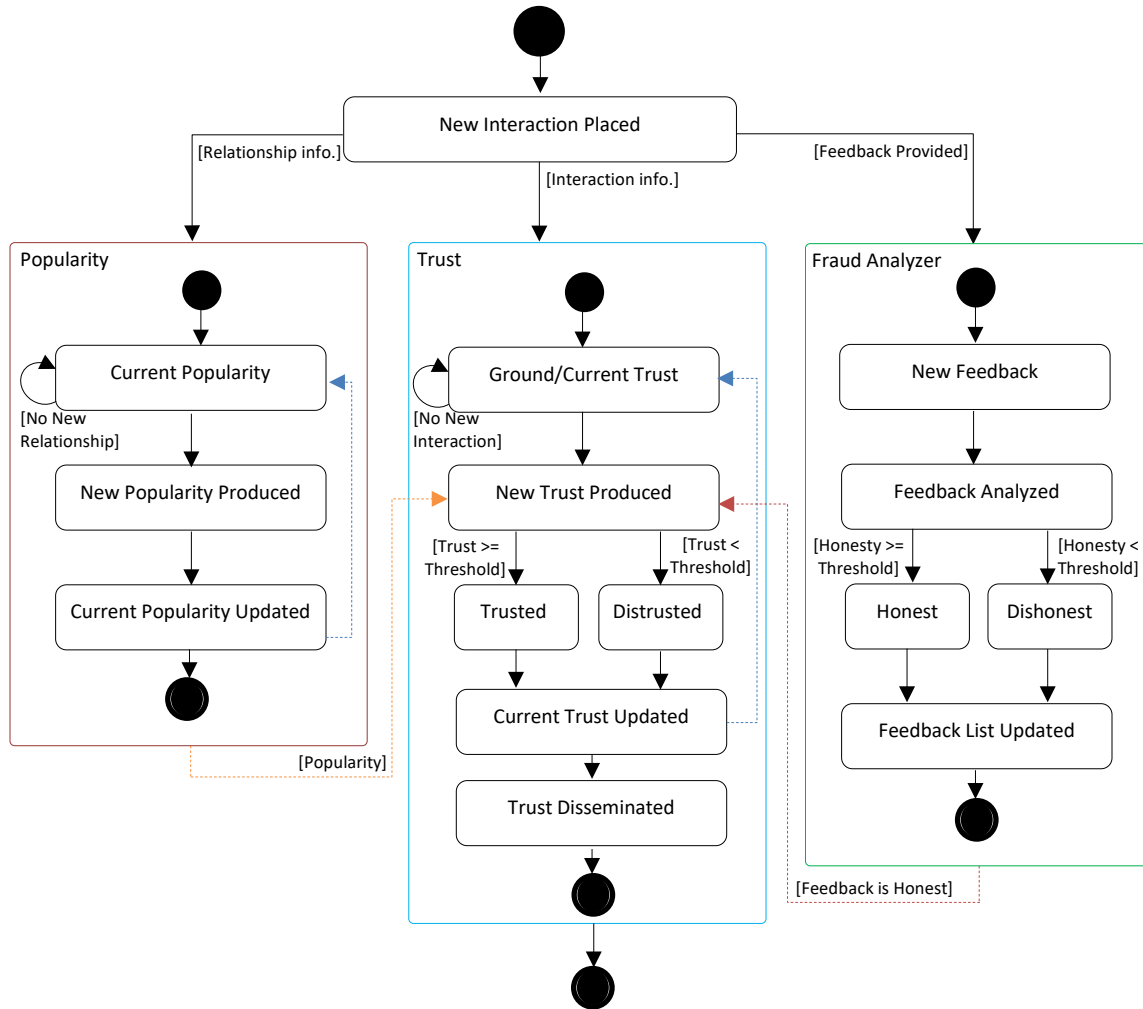 New Interaction Placed
[Relationship info.]
[Interaction info.]
[Feedback Provided]
Popularity
Current Popularity
[No New
Relationship]
New Popularity Produced
Current Popularity Updated
[Popularity]
Trust
Ground/Current Trust
[No New
Interaction]
New Trust Produced
[Trust >=
Threshold]
[Trust <
Threshold]
Trusted
Distrusted
Current Trust Updated
Trust Disseminated
Fraud Analyzer
New Feedback
Feedback Analyzed
[Honesty >=
Threshold]
[Honesty <
Threshold]
Honest
Dishonest
Feedback List Updated
[Feedback is Honest]